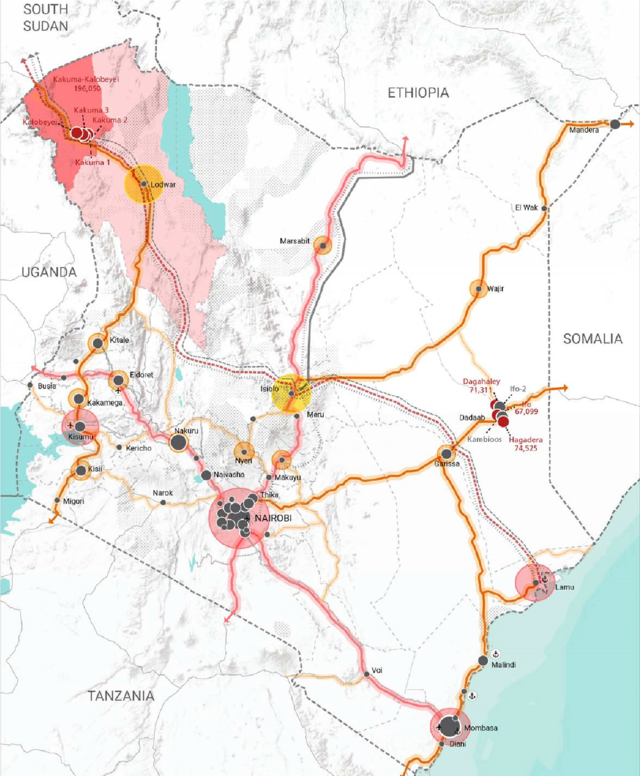 SOUTH
SUDAN
ETHIOPIA
Kakuma-Kalobeyei
196,050
Kakuma 3
Kalobeyei
Kakuma 2
Kakuma 1
Mandera
Lodwar
El Wak
Marsabit
UGANDA
Wajir
Kitale
SOMALIA
Eldoret
Busia
Isiolo
Dagahaley
71,311
Ifo-2
Kakamega
Ifo
67,099
Meru
Dadaab
Kisumu
Nakuru
Kambioos
Hagadera
74,525
Kericho
Nyeri
Garissa
Kisii
Naivasha
Makuyu
Migori
Narok
Thika
NAIROBI
Lamu
Malindi
Voi
TANZANIA
Mombasa
Diani